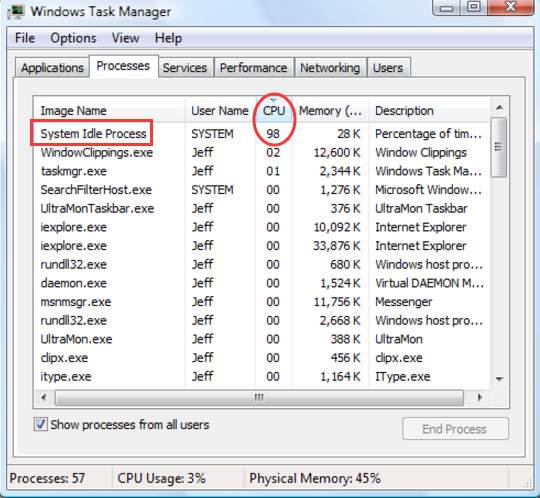 Windows Task Manager
File Options View Help
Applications Processes Services Performance Networking Users
Image Name User Name CPU Memory (... Description
System Idle Process SYSTEM 98 28 K Percentage of tim...
WindowClippings.exe Jeff 02 12,600 K Window Clippings
taskmgr.exe Jeff 01 2,344 K Windows Task Ma...
SearchFilterHost.exe SYSTEM 00 1,276 K Microsoft Window...
UltraMonTaskbar.exe Jeff 00 376 K UltraMon Taskbar
iexplore.exe Jeff 00 10,092 K Internet Explorer
iexplore.exe Jeff 00 33,876 K Internet Explorer
rundll32.exe Jeff 00 680 K Windows host pro...
daemon.exe Jeff 00 1,524 K Virtual DAEMON M...
msnmsgr.exe Jeff 00 11,756 K Messenger
rundll32.exe Jeff 00 2,668 K Windows host pro...
UltraMon.exe Jeff 00 388 K UltraMon
clipx.exe Jeff 00 456 K clipx.exe
itype.exe Jeff 00 1,164 K IType.exe
Show processes from all users End Process
Processes: 57 CPU Usage: 3% Physical Memory: 45%